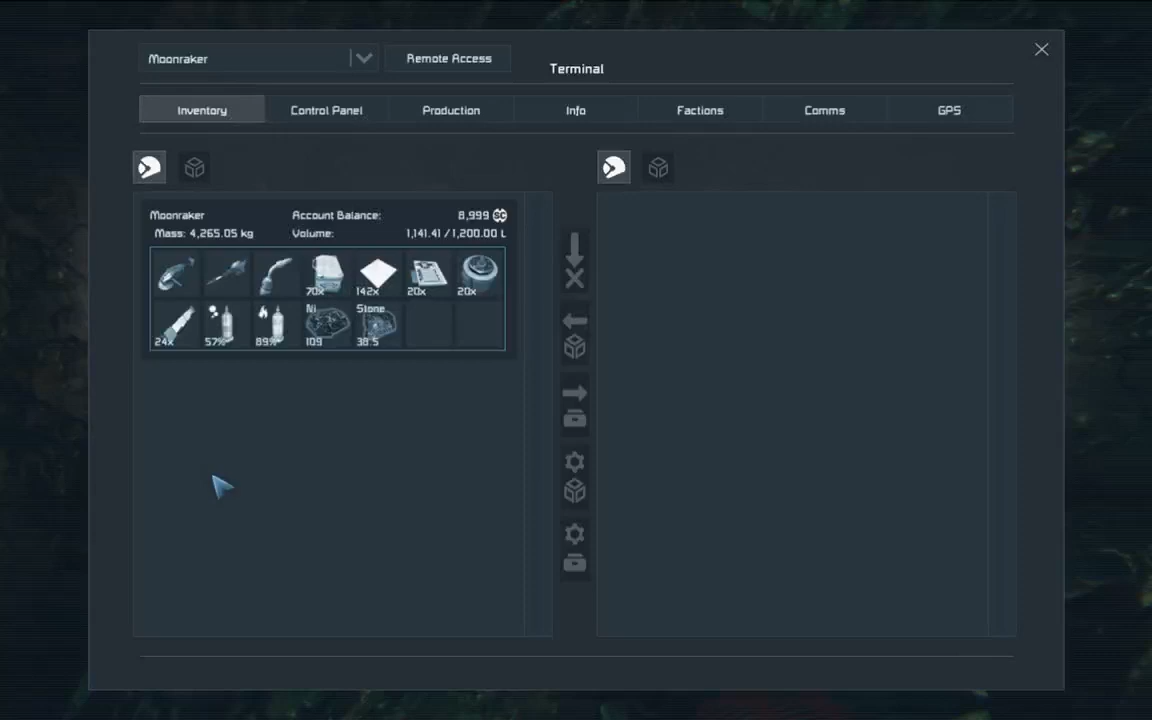 Moonraker
Remote Access
Terminal
Inventory
Control Panel
Production
Info
Factions
Comms
GPS
Moonraker Account Balance: 8,999 SC
Mass: 4,265.05 kg Volume: 1,141.41 / 1,200.00 L
70x 142x 20x 20x
Ni Stone
24x 57% 89% 109 38.5